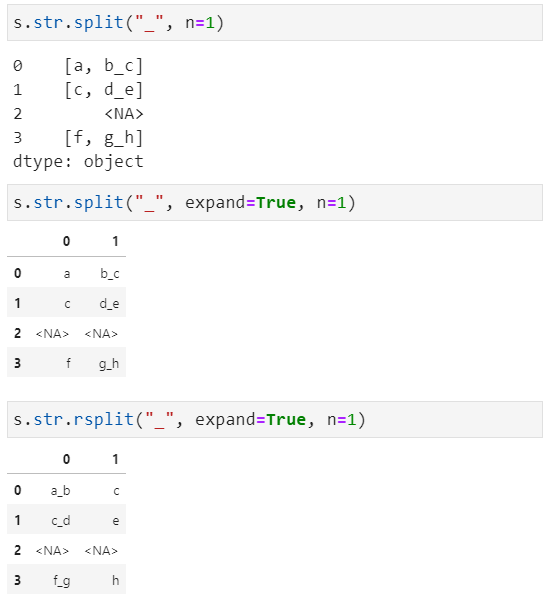 s.str.split("_", n=1)
0 [a, b_c]
1 [c, d_e]
2 <NA>
3 [f, g_h]
dtype: object
s.str.split("_", expand=True, n=1)
0 1
0 a b_c
1 c d_e
2 <NA> <NA>
3 f g_h
s.str.rsplit("_", expand=True, n=1)
0 1
0 a_b c
1 c_d e
2 <NA> <NA>
3 f_g h